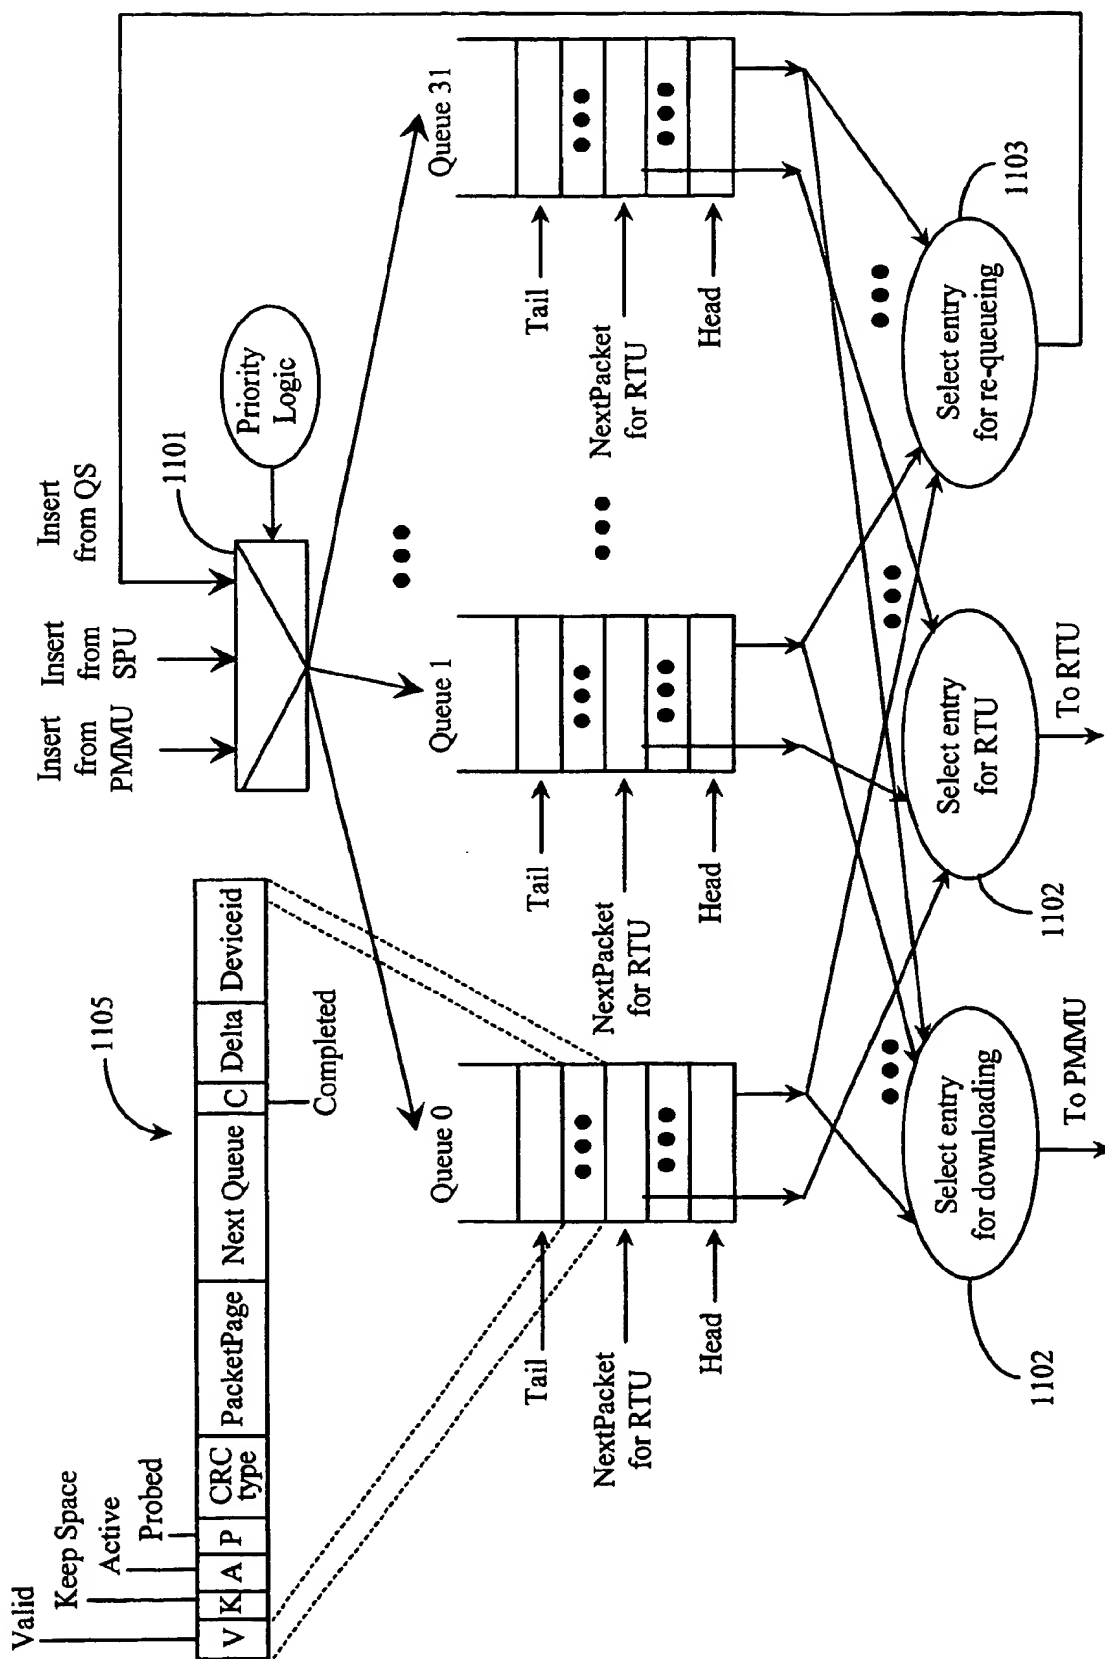 Valid
Keep Space
Active
Probed
V
K
A
P
CRC
type
PacketPage
Next Queue
C
Delta
Deviceid
Completed
1105
Insert
from
PMMU
Insert
from
SPU
Insert
from QS
1101
Priority
Logic
Queue 0
Tail
NextPacket
for RTU
Head
Queue 1
Tail
NextPacket
for RTU
Head
Queue 31
Tail
NextPacket
for RTU
Head
Select entry
for downloading
1102
To PMMU
Select entry
for RTU
1102
To RTU
Select entry
for re-queueing
1103